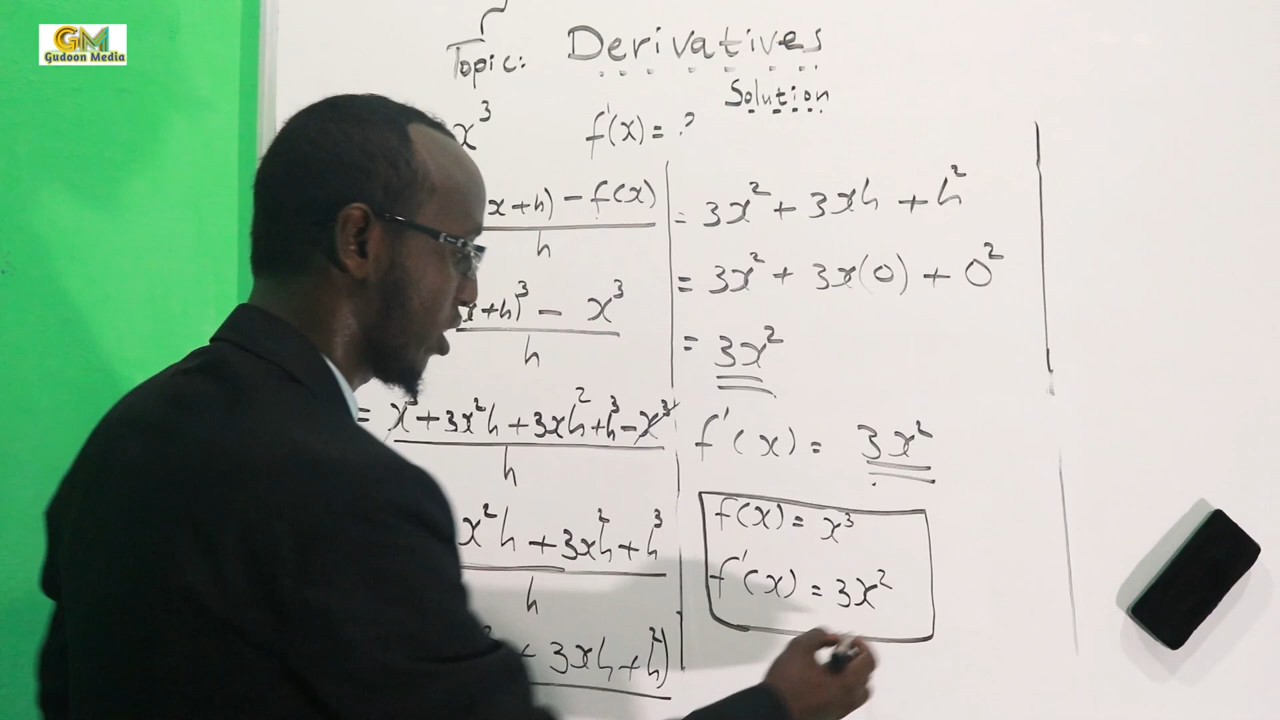 GM
Gudoon Media
Topic: Derivatives
Solution
x³ f'(x) = ?
x+h) - f(x)
h
x+h)³ - x³
h
= x³ + 3x²h + 3xh² + h³ - x³
h
x²h + 3xh² + h³
h
+ 3xh + h²)
= 3x² + 3xh + h²
= 3x² + 3x(0) + 0²
= 3x²
f'(x) = 3x²
f(x) = x³
f'(x) = 3x²